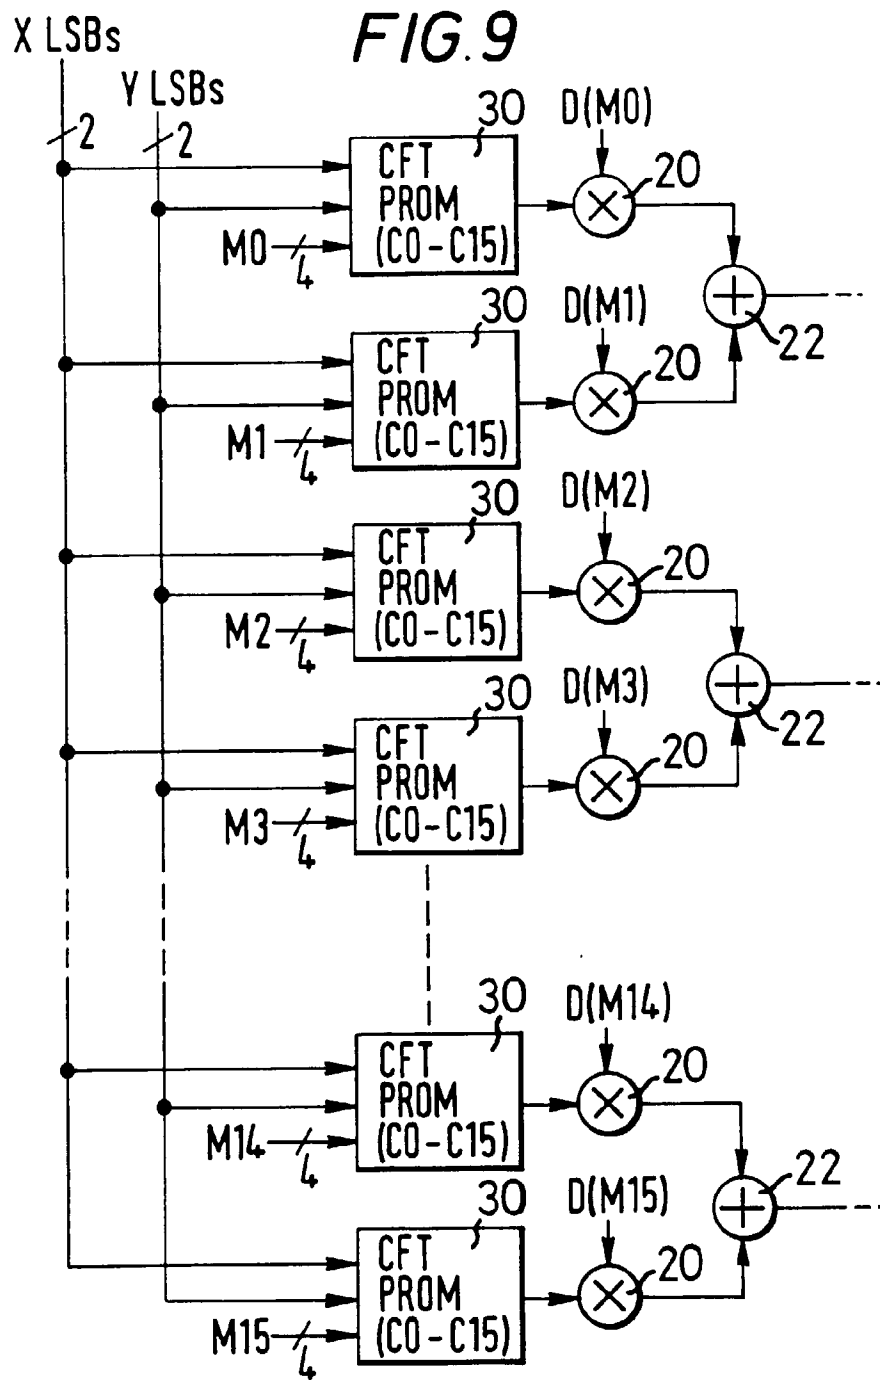 FIG.9
X LSBs
Y LSBs
2
2
30
D(M0)
CFT
PROM
(C0-C15)
20
M0
4
22
30
D(M1)
CFT
PROM
(C0-C15)
20
M1
4
30
D(M2)
CFT
PROM
(C0-C15)
20
M2
4
22
30
D(M3)
CFT
PROM
(C0-C15)
20
M3
4
30
D(M14)
CFT
PROM
(C0-C15)
20
M14
4
22
30
D(M15)
CFT
PROM
(C0-C15)
20
M15
4